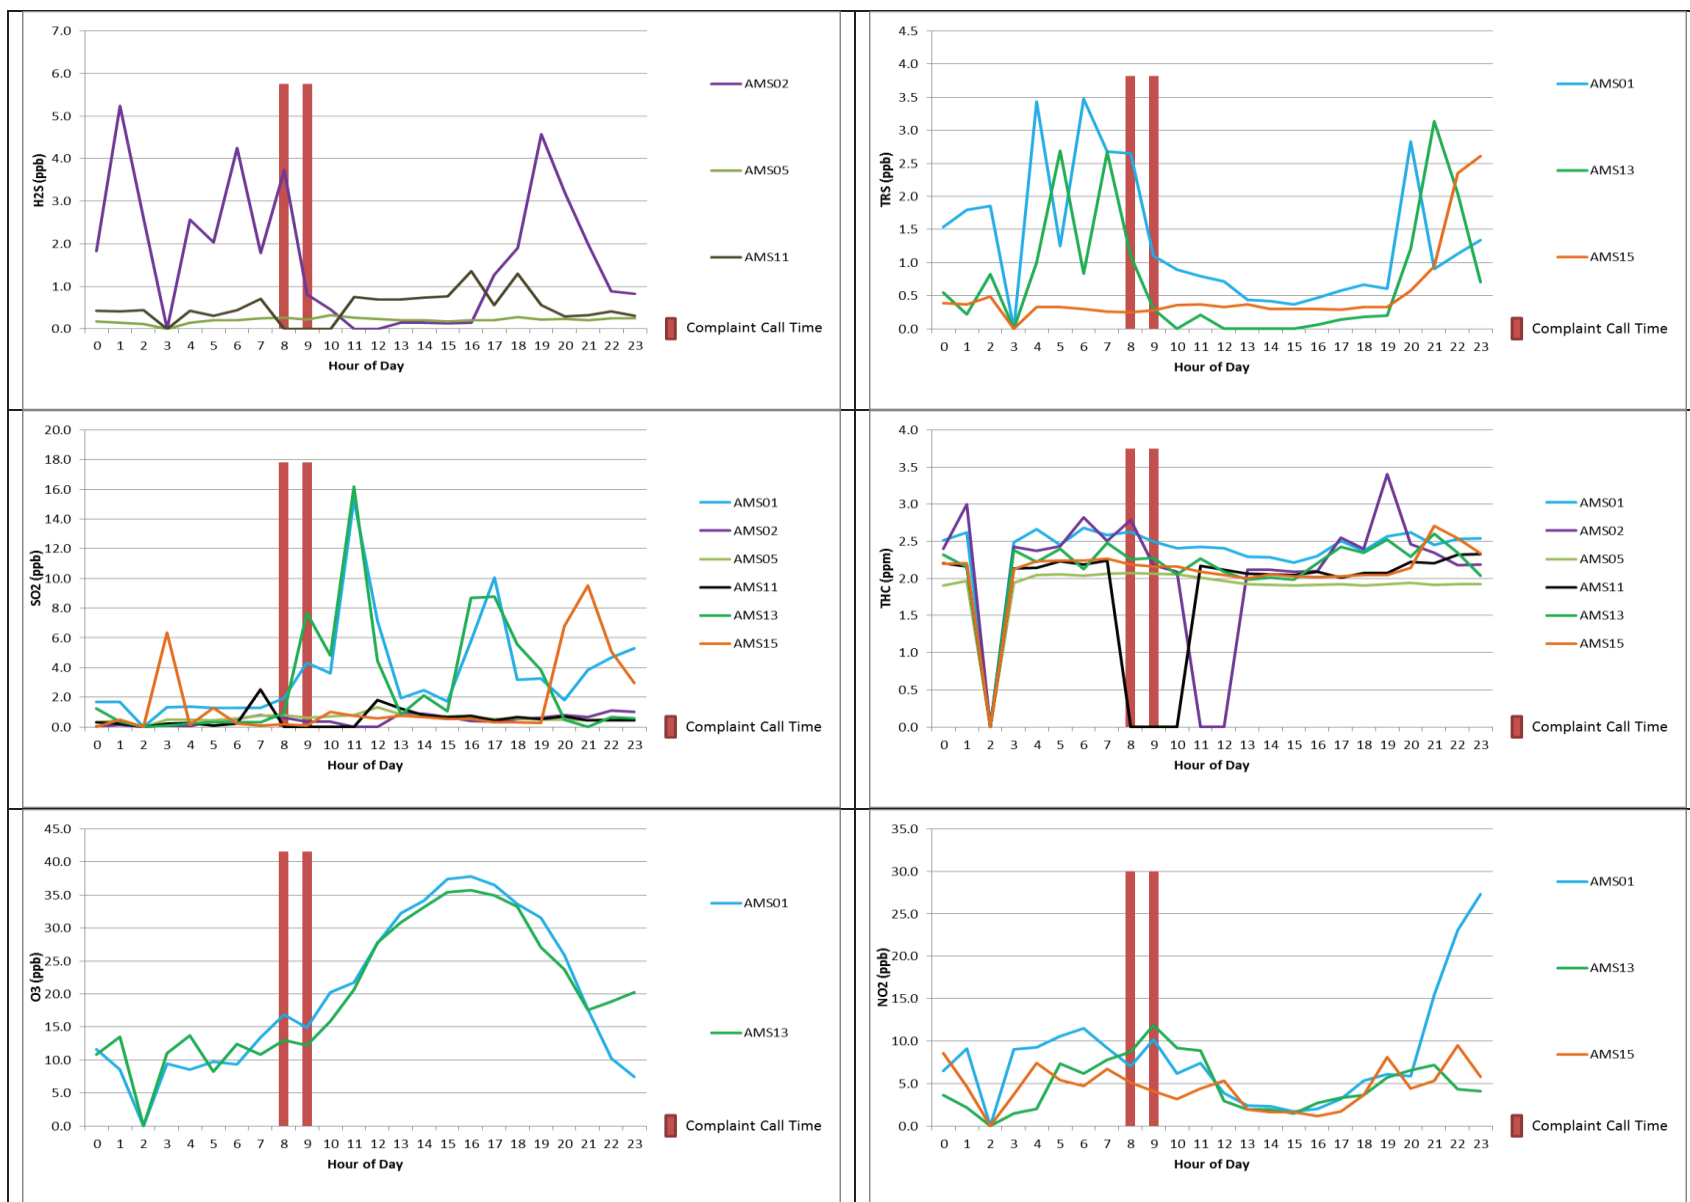 7.0
6.0
5.0
4.0
3.0
2.0
1.0
0.0
H2S (ppb)
0 1 2 3 4 5 6 7 8 9 10 11 12 13 14 15 16 17 18 19 20 21 22 23
Hour of Day
AMS02
AMS05
AMS11
Complaint Call Time
4.5
4.0
3.5
3.0
2.5
2.0
1.5
1.0
0.5
0.0
TRS (ppb)
0 1 2 3 4 5 6 7 8 9 10 11 12 13 14 15 16 17 18 19 20 21 22 23
Hour of Day
AMS01
AMS13
AMS15
Complaint Call Time
20.0
18.0
16.0
14.0
12.0
10.0
8.0
6.0
4.0
2.0
0.0
SO2 (ppb)
0 1 2 3 4 5 6 7 8 9 10 11 12 13 14 15 16 17 18 19 20 21 22 23
Hour of Day
AMS01
AMS02
AMS05
AMS11
AMS13
AMS15
Complaint Call Time
4.0
3.5
3.0
2.5
2.0
1.5
1.0
0.5
0.0
THC (ppm)
0 1 2 3 4 5 6 7 8 9 10 11 12 13 14 15 16 17 18 19 20 21 22 23
Hour of Day
AMS01
AMS02
AMS05
AMS11
AMS13
AMS15
Complaint Call Time
45.0
40.0
35.0
30.0
25.0
20.0
15.0
10.0
5.0
0.0
O3 (ppb)
0 1 2 3 4 5 6 7 8 9 10 11 12 13 14 15 16 17 18 19 20 21 22 23
Hour of Day
AMS01
AMS13
Complaint Call Time
35.0
30.0
25.0
20.0
15.0
10.0
5.0
0.0
NO2 (ppb)
0 1 2 3 4 5 6 7 8 9 10 11 12 13 14 15 16 17 18 19 20 21 22 23
Hour of Day
AMS01
AMS13
AMS15
Complaint Call Time